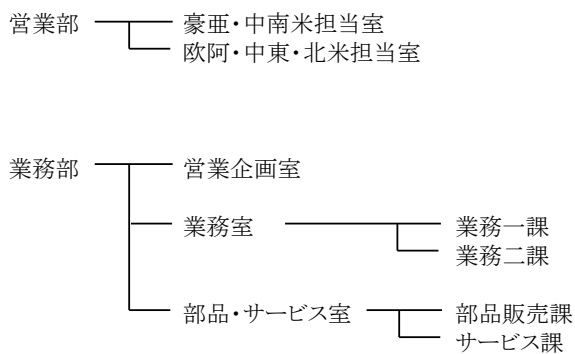 営業部 豪亜・中南米担当室
欧阿・中東・北米担当室
業務部 営業企画室
業務室 業務一課
業務二課
部品・サービス室 部品販売課
サービス課